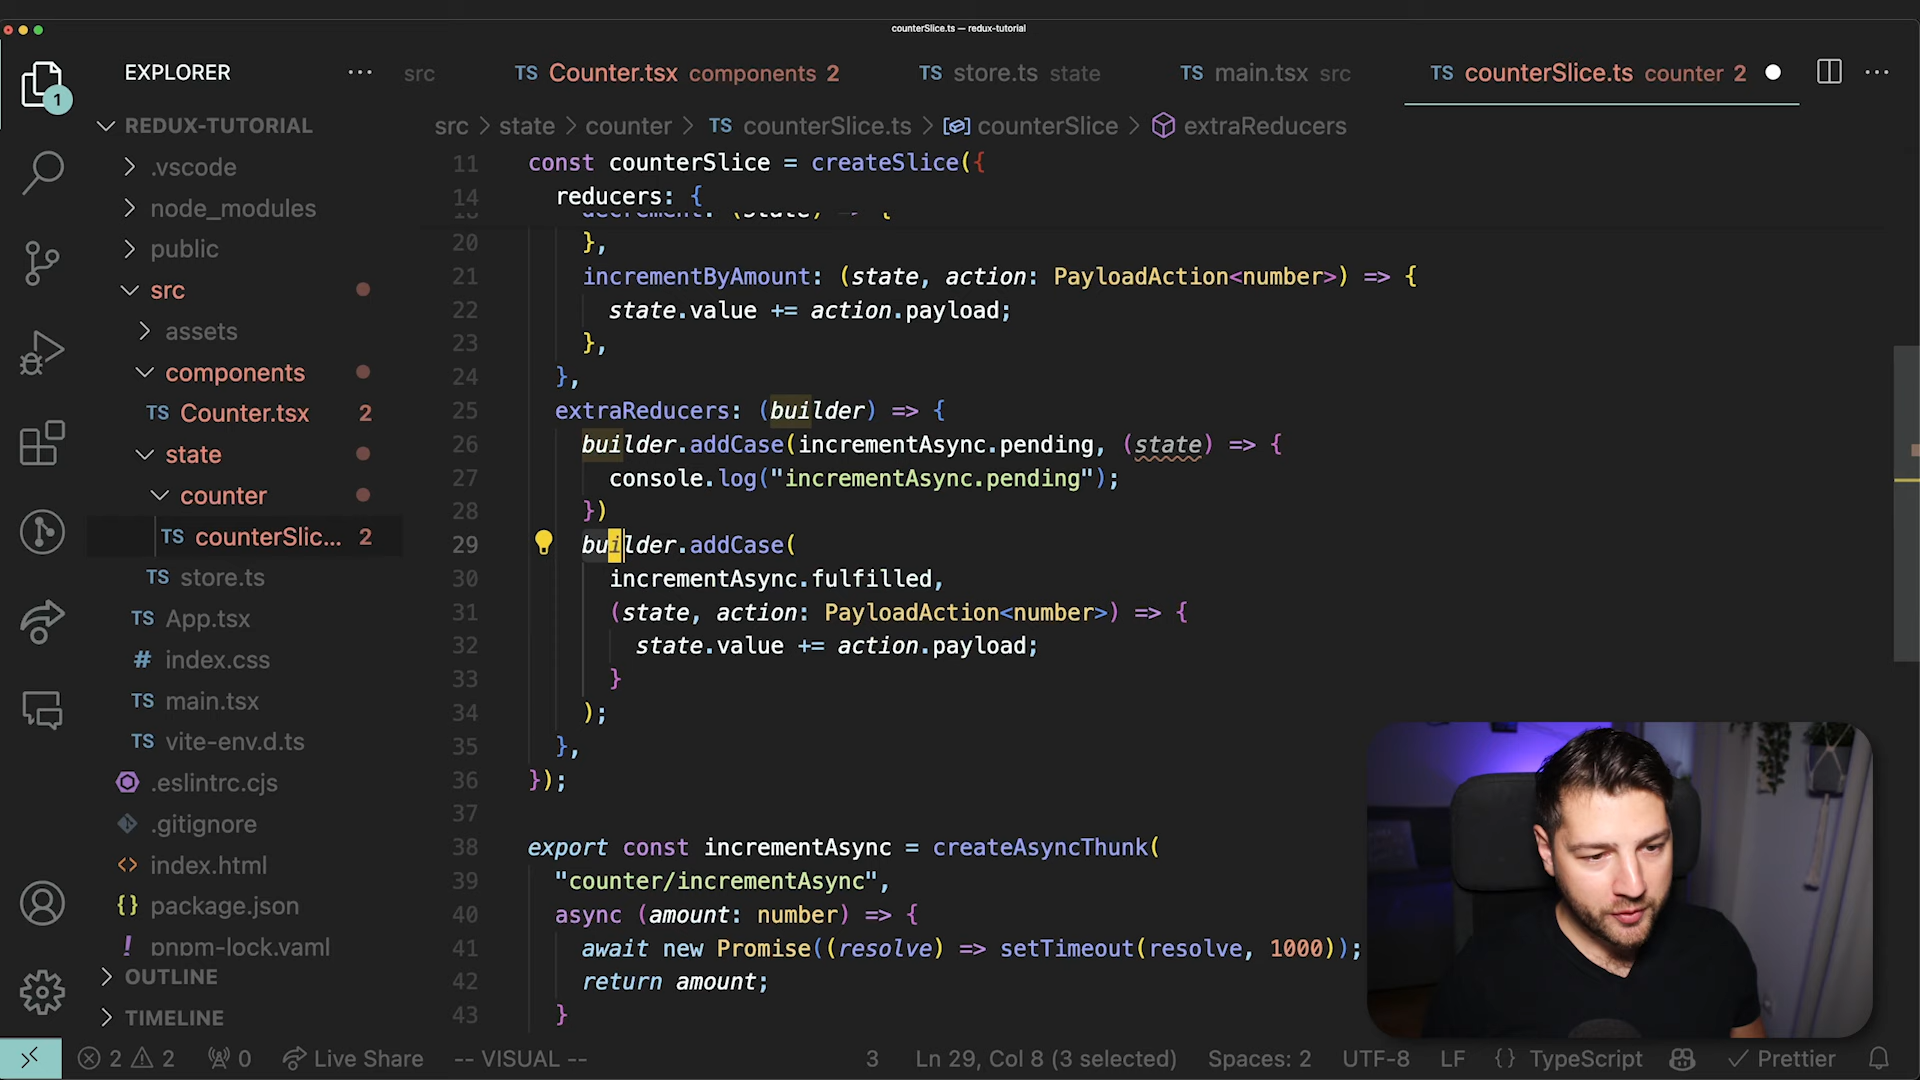 counterSlice.ts — redux-tutorial
EXPLORER
src
TS Counter.tsx components 2
TS store.ts state
TS main.tsx src
TS counterSlice.ts counter 2
1
REDUX-TUTORIAL
src > state > counter > TS counterSlice.ts > counterSlice > extraReducers
.vscode
node_modules
public
src
assets
components
TS Counter.tsx 2
state
counter
TS counterSlic... 2
TS store.ts
TS App.tsx
# index.css
TS main.tsx
TS vite-env.d.ts
.eslintrc.cjs
.gitignore
<> index.html
{} package.json
! pnpm-lock.yaml
OUTLINE
TIMELINE
11 const counterSlice = createSlice({
14 reducers: {
decrement: (state) => {
20 },
21 incrementByAmount: (state, action: PayloadAction<number>) => {
22 state.value += action.payload;
23 },
24 },
25 extraReducers: (builder) => {
26 builder.addCase(incrementAsync.pending, (state) => {
27 console.log("incrementAsync.pending");
28 })
29 builder.addCase(
30 incrementAsync.fulfilled,
31 (state, action: PayloadAction<number>) => {
32 state.value += action.payload;
33 }
34 );
35 },
36 });
37
38 export const incrementAsync = createAsyncThunk(
39 "counter/incrementAsync",
40 async (amount: number) => {
41 await new Promise((resolve) => setTimeout(resolve, 1000));
42 return amount;
43 }
2 2 0 Live Share -- VISUAL -- 3 Ln 29, Col 8 (3 selected) Spaces: 2 UTF-8 LF {} TypeScript Prettier